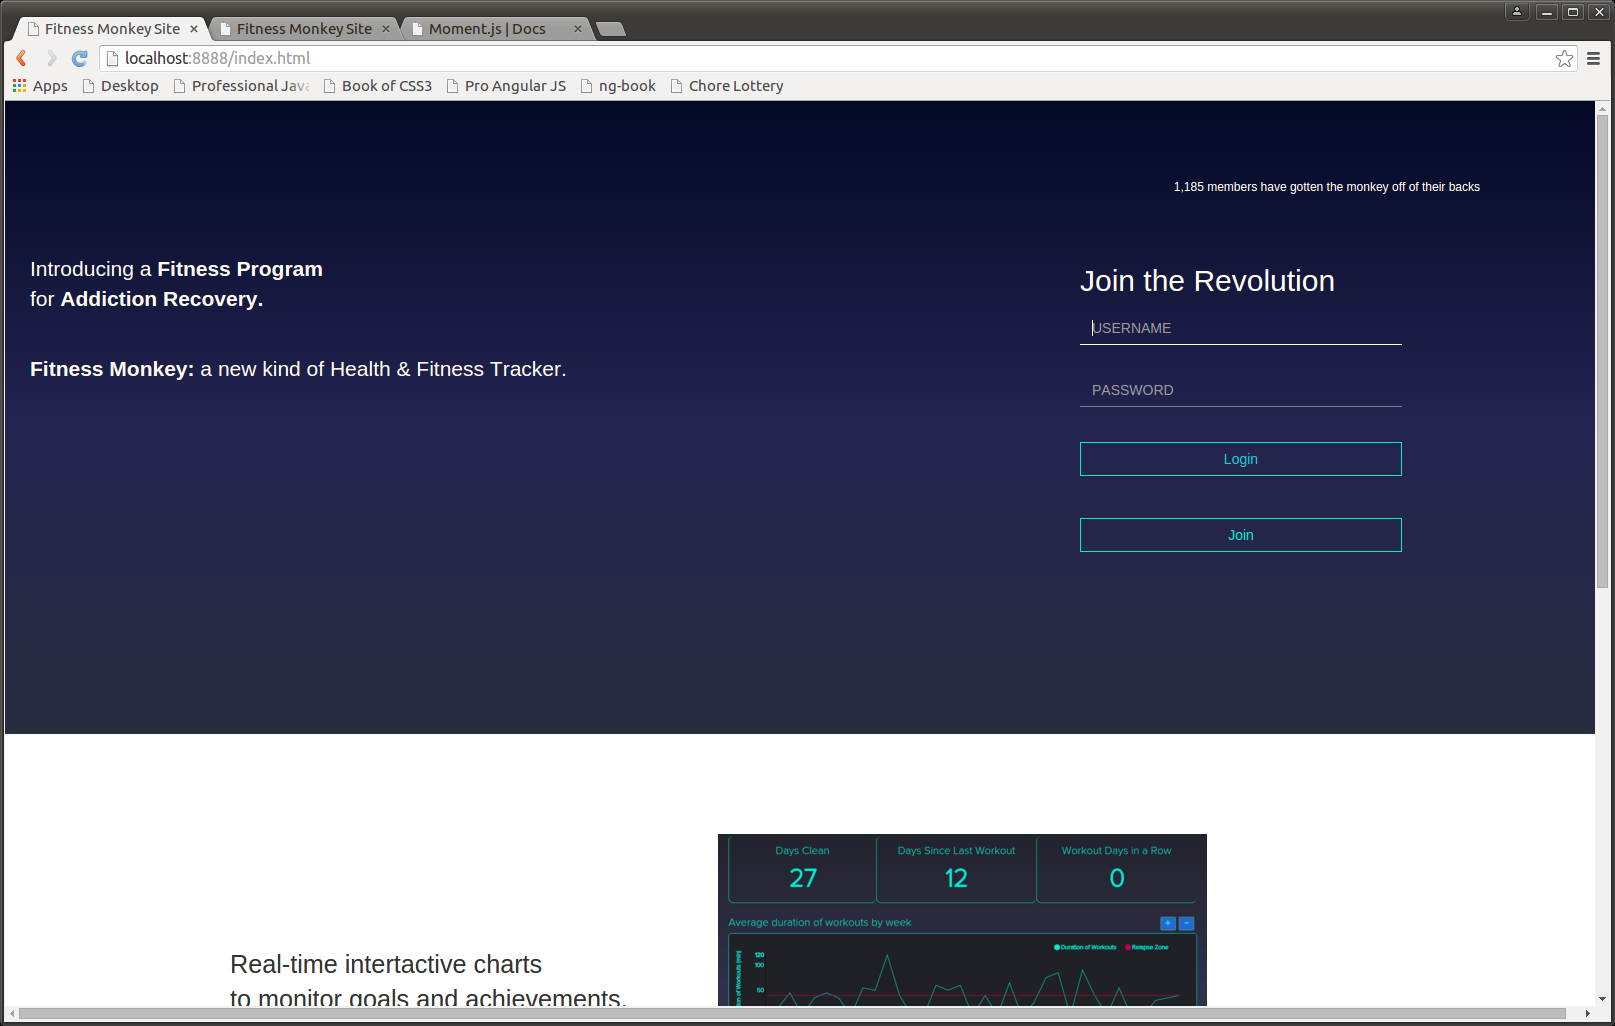 Fitness Monkey Site
Fitness Monkey Site
Moment.js | Docs
localhost:8888/index.html
Apps
Desktop
Professional Java
Book of CSS3
Pro Angular JS
ng-book
Chore Lottery
1,185 members have gotten the monkey off of their backs
Introducing a Fitness Program
for Addiction Recovery.
Fitness Monkey: a new kind of Health & Fitness Tracker.
Join the Revolution
USERNAME
PASSWORD
Login
Join
Real-time intertactive charts
to monitor goals and achievements.
Days Clean
27
Days Since Last Workout
12
Workout Days in a Row
0
Average duration of workouts by week
+ -
Duration of Workouts
Relapse Zone
120
100
50
on of Workouts (min)